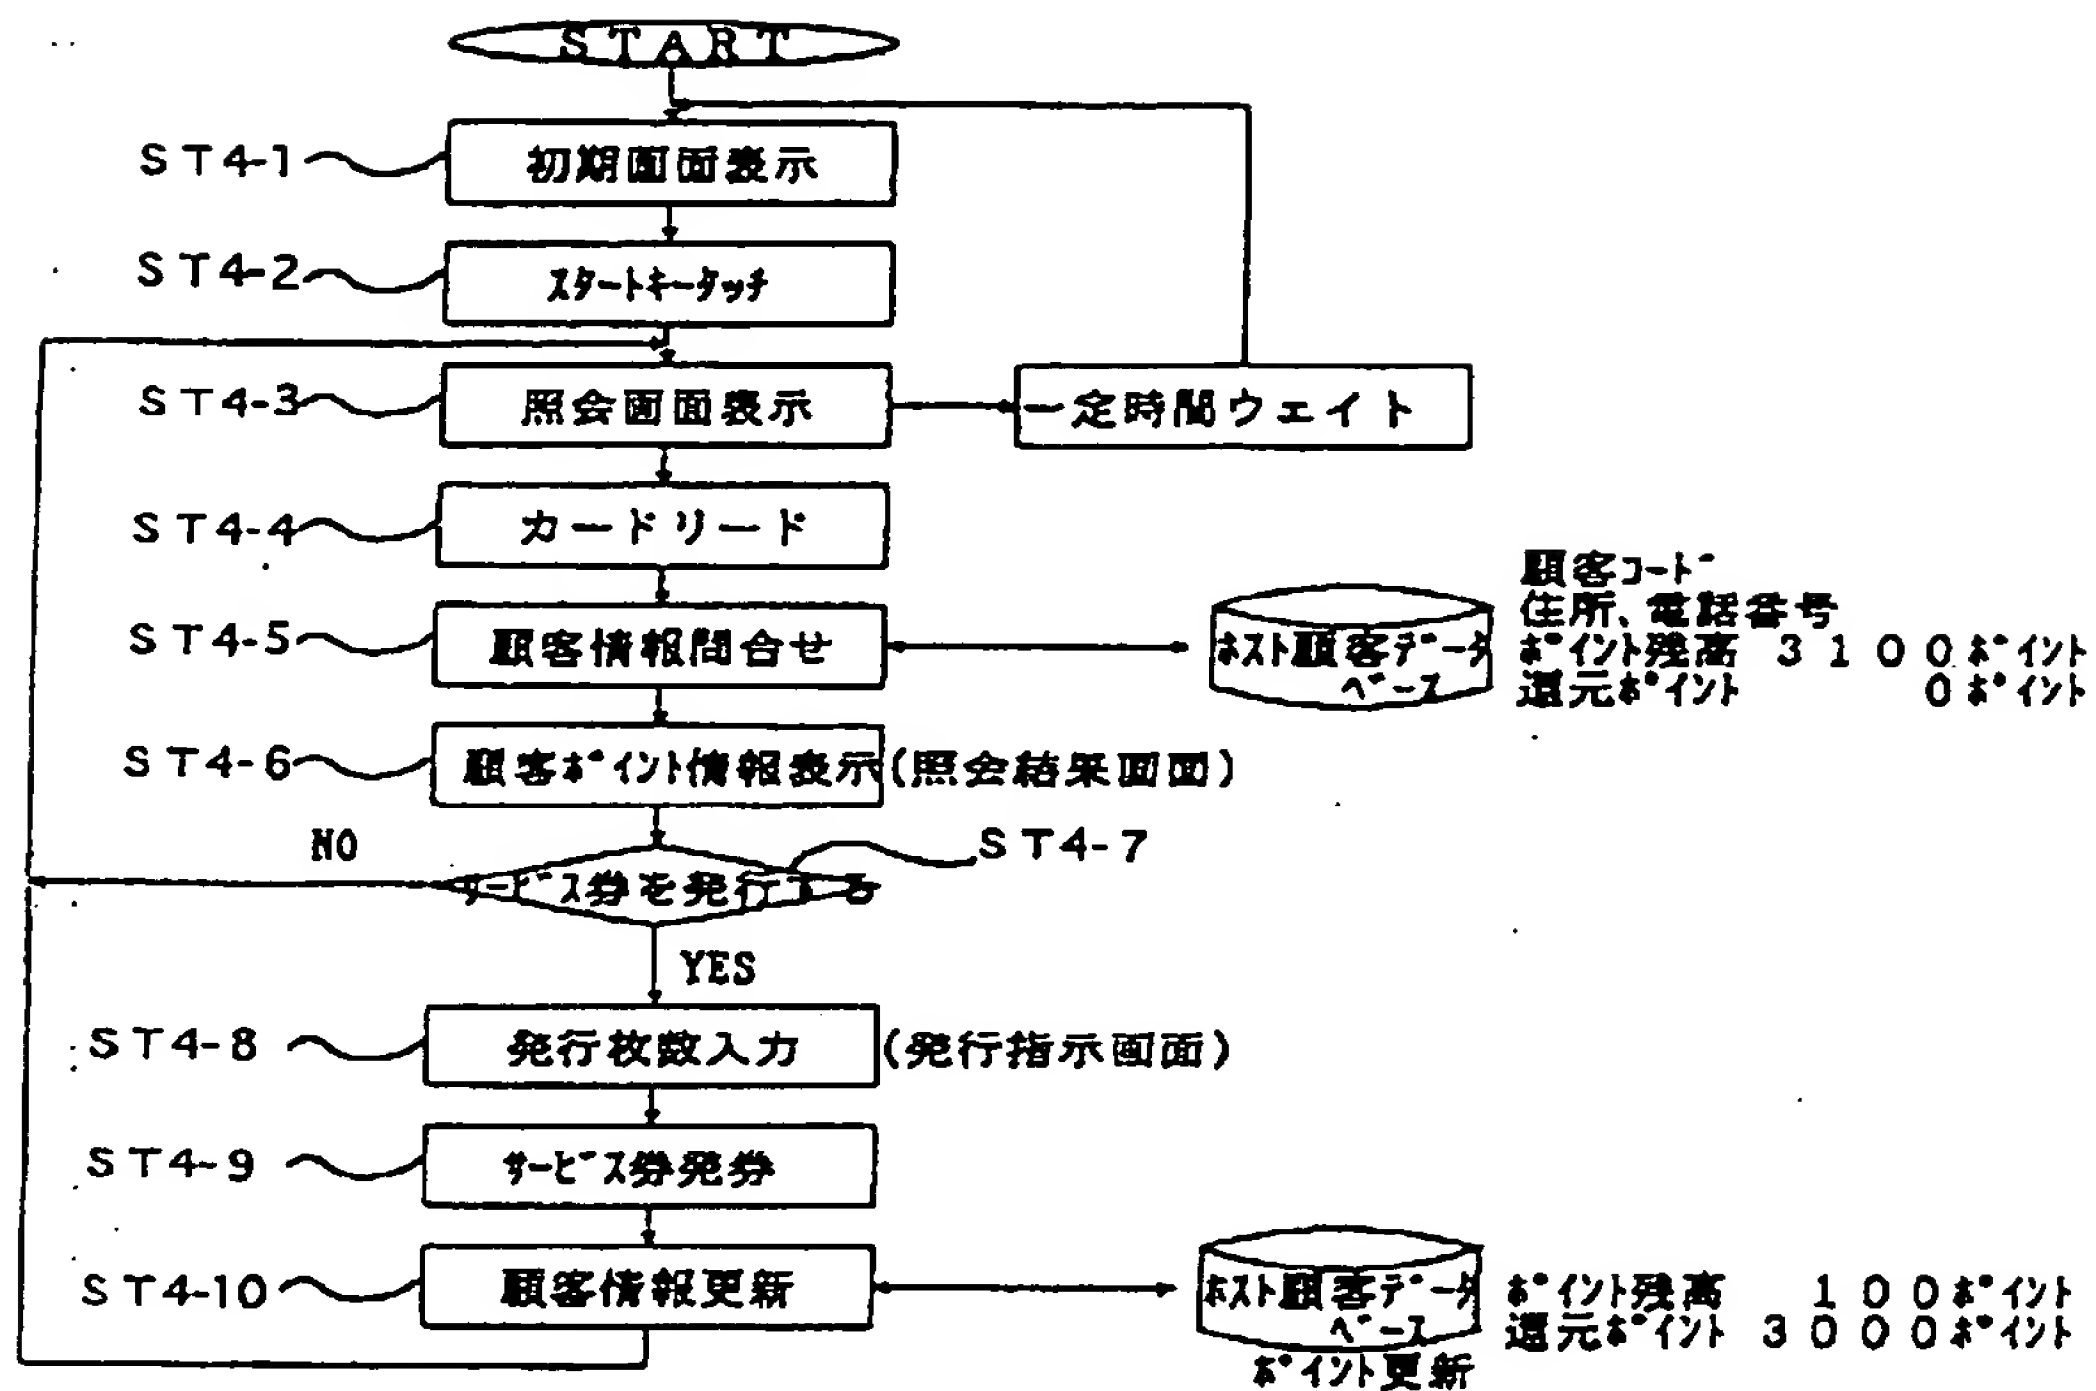 START
ST4-1
初期画面表示
ST4-2
スタートキータッチ
ST4-3
照会画面表示
一定時間ウェイト
ST4-4
カードリード
ST4-5
顧客情報問合せ
ホスト顧客データ
ベース
顧客コード
住所、電話番号
ポイント残高 3100ポイント
還元ポイント 0ポイント
ST4-6
顧客ポイント情報表示(照会結果画面)
NO
ST4-7
サービス券を発行する
YES
ST4-8
発行枚数入力
(発行指示画面)
ST4-9
サービス券発券
ST4-10
顧客情報更新
ホスト顧客データ
ベース
ポイント残高 100ポイント
還元ポイント 3000ポイント
ポイント更新